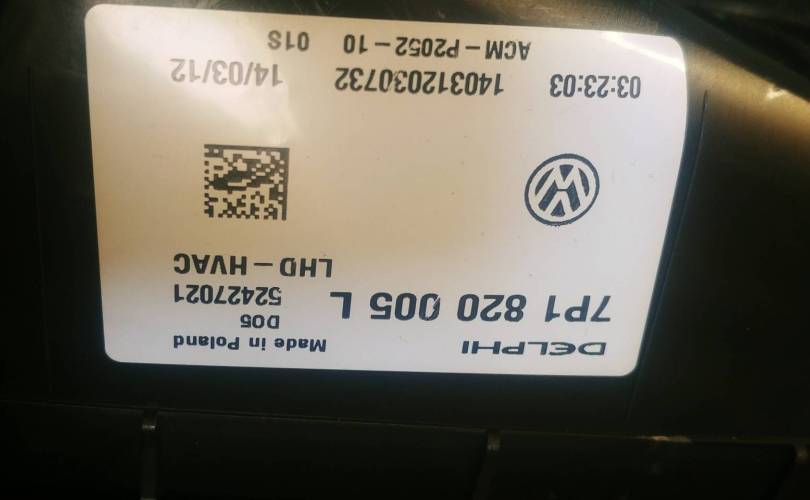 DELPHI Made in Poland
D05
7P1 820 005 L 52427021
LHD-HVAC
03:23:03 140312030732 14/03/12
ACM-P2052-10 01S